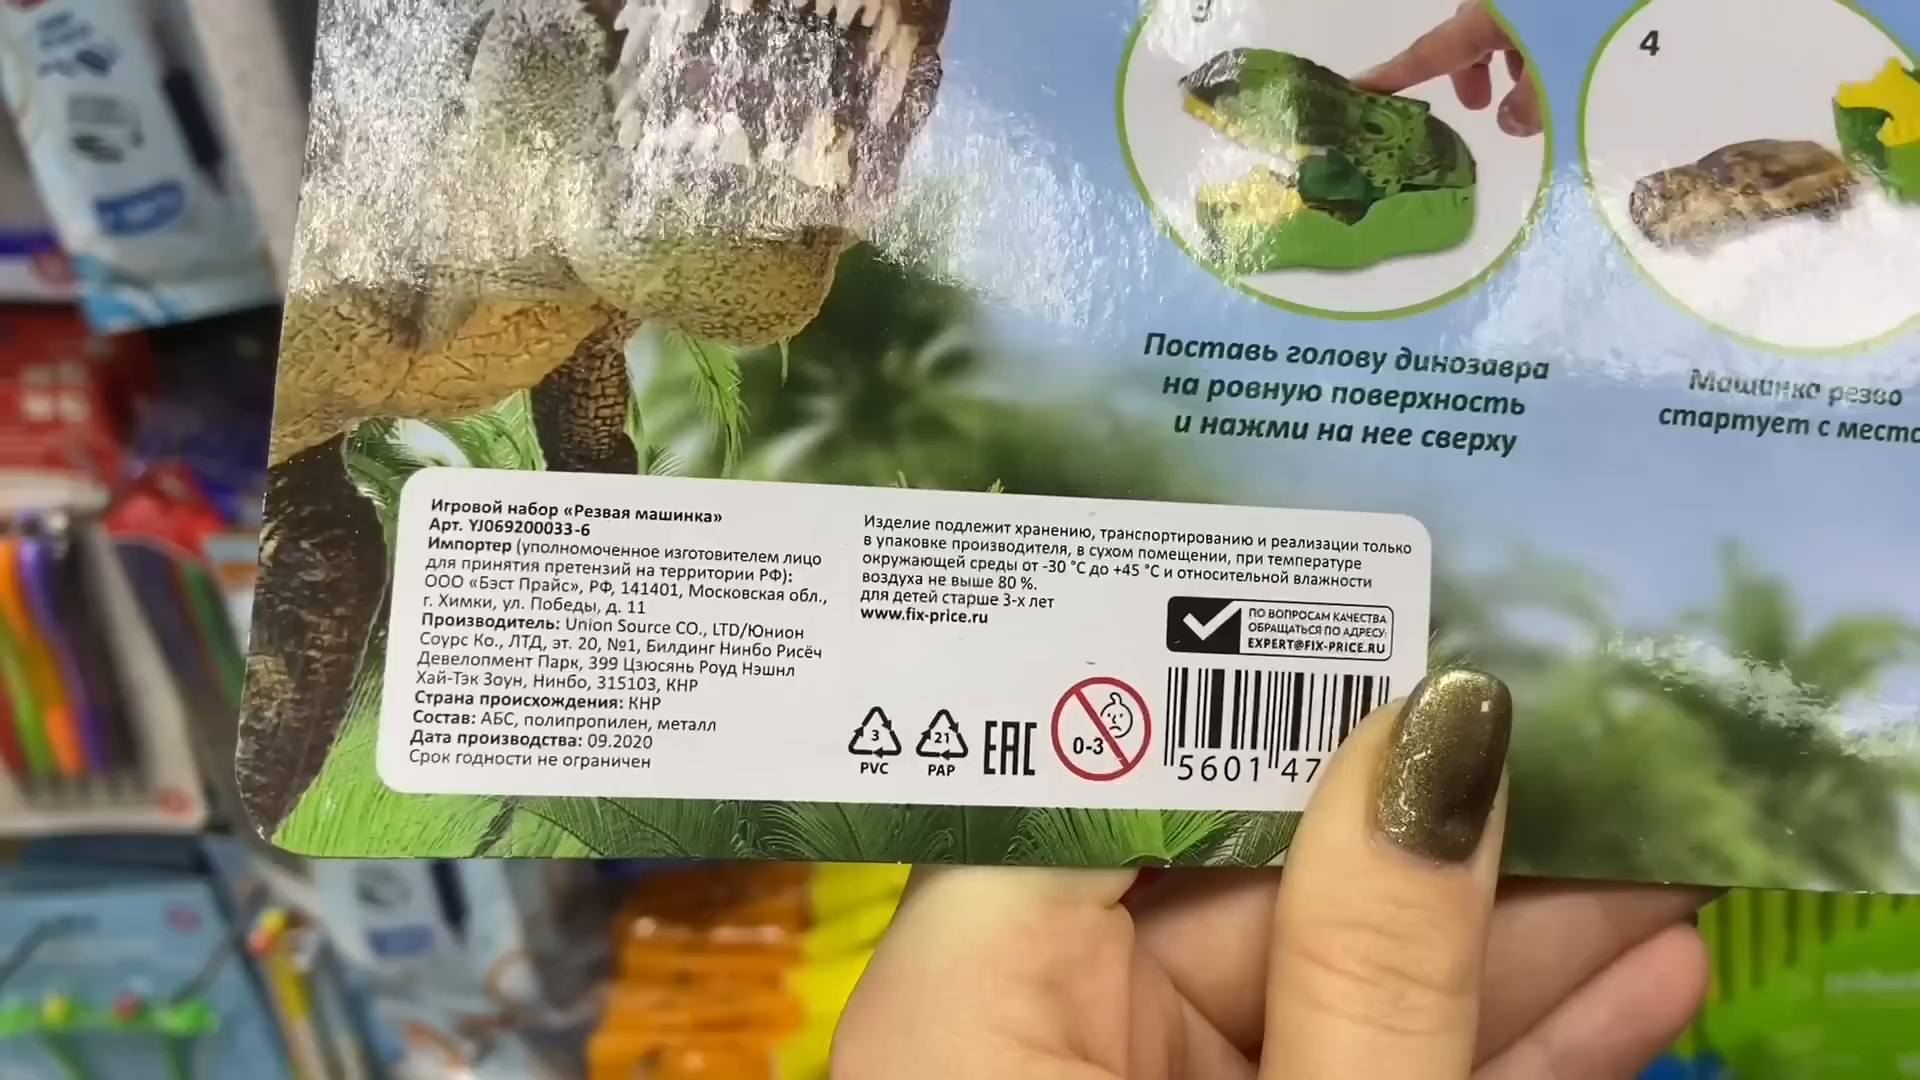 3
4
Поставь голову динозавра
на ровную поверхность
и нажми на нее сверху
Машинка резво
стартует с места
Игровой набор «Резвая машинка»
Арт. YJ069200033-6
Импортер (уполномоченное изготовителем лицо
для принятия претензий на территории РФ):
ООО «Бэст Прайс», РФ, 141401, Московская обл.,
г. Химки, ул. Победы, д. 11
Производитель: Union Source CO., LTD/Юнион
Соурс Ко., ЛТД, эт. 20, №1, Билдинг Нинбо Рисёч
Девелопмент Парк, 399 Цзюсянь Роуд Нэшнл
Хай-Тэк Зоун, Нинбо, 315103, КНР
Страна происхождения: КНР
Состав: АБС, полипропилен, металл
Дата производства: 09.2020
Срок годности не ограничен
Изделие подлежит хранению, транспортированию и реализации только
в упаковке производителя, в сухом помещении, при температуре
окружающей среды от -30 °C до +45 °C и относительной влажности
воздуха не выше 80 %.
для детей старше 3-х лет
www.fix-price.ru
ПО ВОПРОСАМ КАЧЕСТВА
ОБРАЩАТЬСЯ ПО АДРЕСУ:
EXPERT@FIX-PRICE.RU
3
PVC
21
PAP
EAC
0-3
5601 47